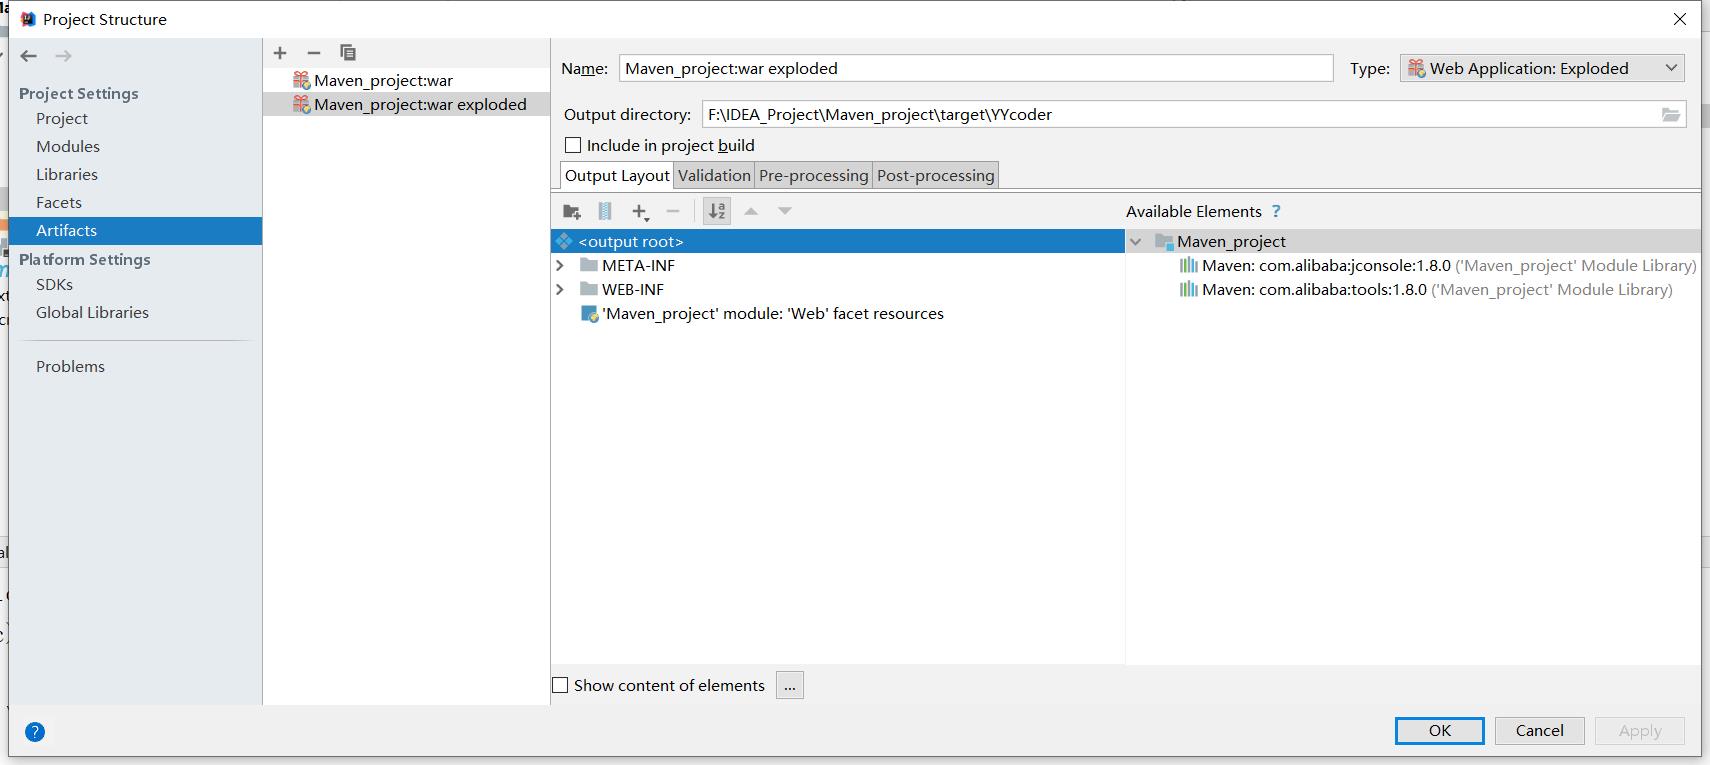 Project Structure
Project Settings
Project
Modules
Libraries
Facets
Artifacts
Platform Settings
SDKs
Global Libraries
Problems
Maven_project:war
Maven_project:war exploded
Name: Maven_project:war exploded
Type: Web Application: Exploded
Output directory: F:\IDEA_Project\Maven_project\target\YYcoder
Include in project build
Output Layout Validation Pre-processing Post-processing
Available Elements ?
<output root>
META-INF
WEB-INF
'Maven_project' module: 'Web' facet resources
Maven_project
Maven: com.alibaba:jconsole:1.8.0 ('Maven_project' Module Library)
Maven: com.alibaba:tools:1.8.0 ('Maven_project' Module Library)
Show content of elements ...
? OK Cancel Apply